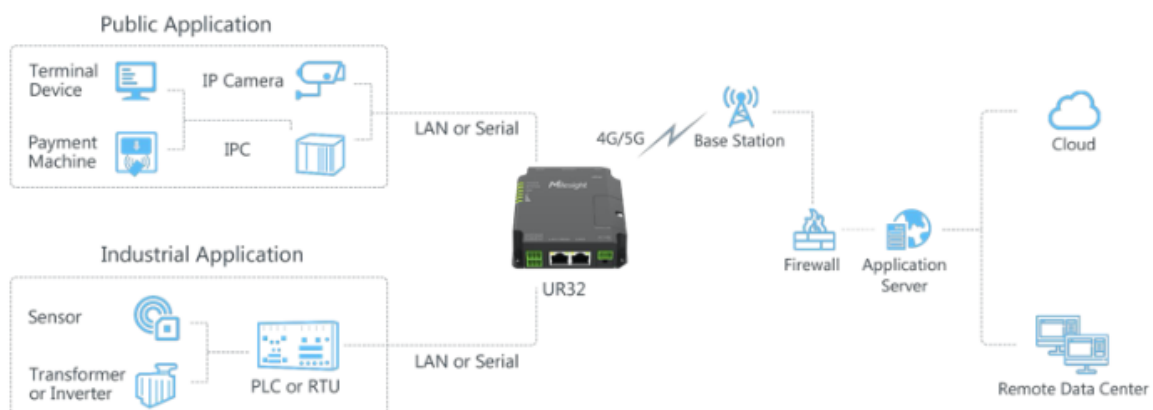 Public Application
Terminal
Device
IP Camera
Payment
Machine
IPC
LAN or Serial
4G/5G
Base Station
Cloud
Milesight
UR32
Firewall
Application
Server
Industrial Application
Sensor
Transformer
or Inverter
PLC or RTU
LAN or Serial
Remote Data Center